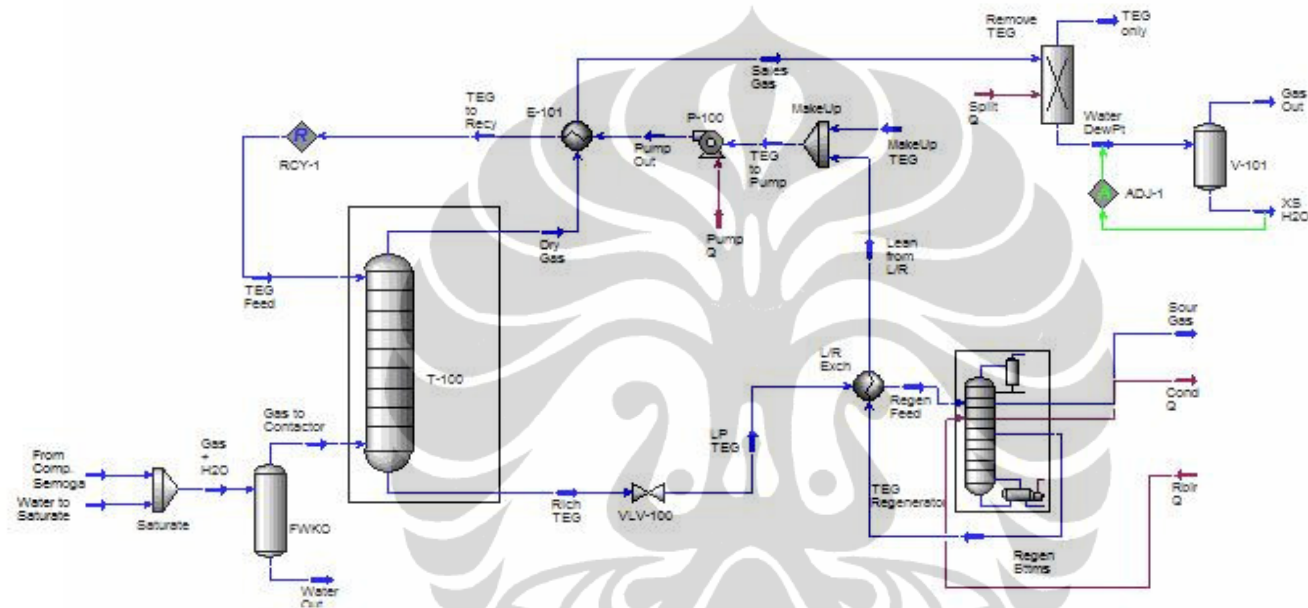 Remove
TEG
TEG
only
Sales
Gas
Split
Q
Gas
Out
Water
DewPt
V-101
ADJ-1
XS
H2O
TEG
to
Recy
E-101
P-100
MakeUp
RCY-1
Pump
Out
TEG
to
Pump
MakeUp
TEG
Dry
Gas
Pump
Q
Lean
from
L/R
TEG
Feed
T-100
Sour
Gas
L/R
Exch
Regen
Feed
Cond
Q
Gas to
Contactor
From
Comp.
Semoga
Gas
+
H2O
LP
TEG
Water to
Saturate
Saturate
FWKO
Rich
TEG
VLV-100
TEG
Regenerator
Rblr
Q
Regen
Bttms
Water
Out